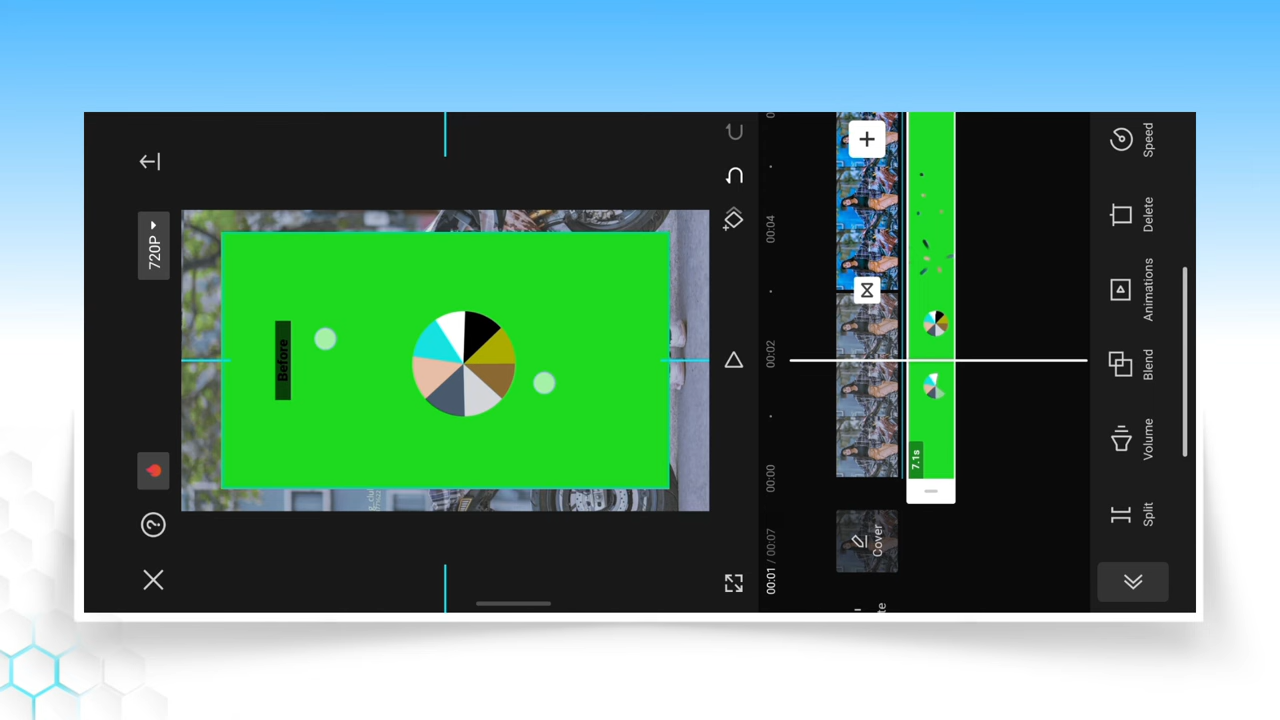 720P
Before
00:01 / 00:07
00:00
00:02
00:04
Cover
7.1s
Split
Volume
Blend
Animations
Delete
Speed